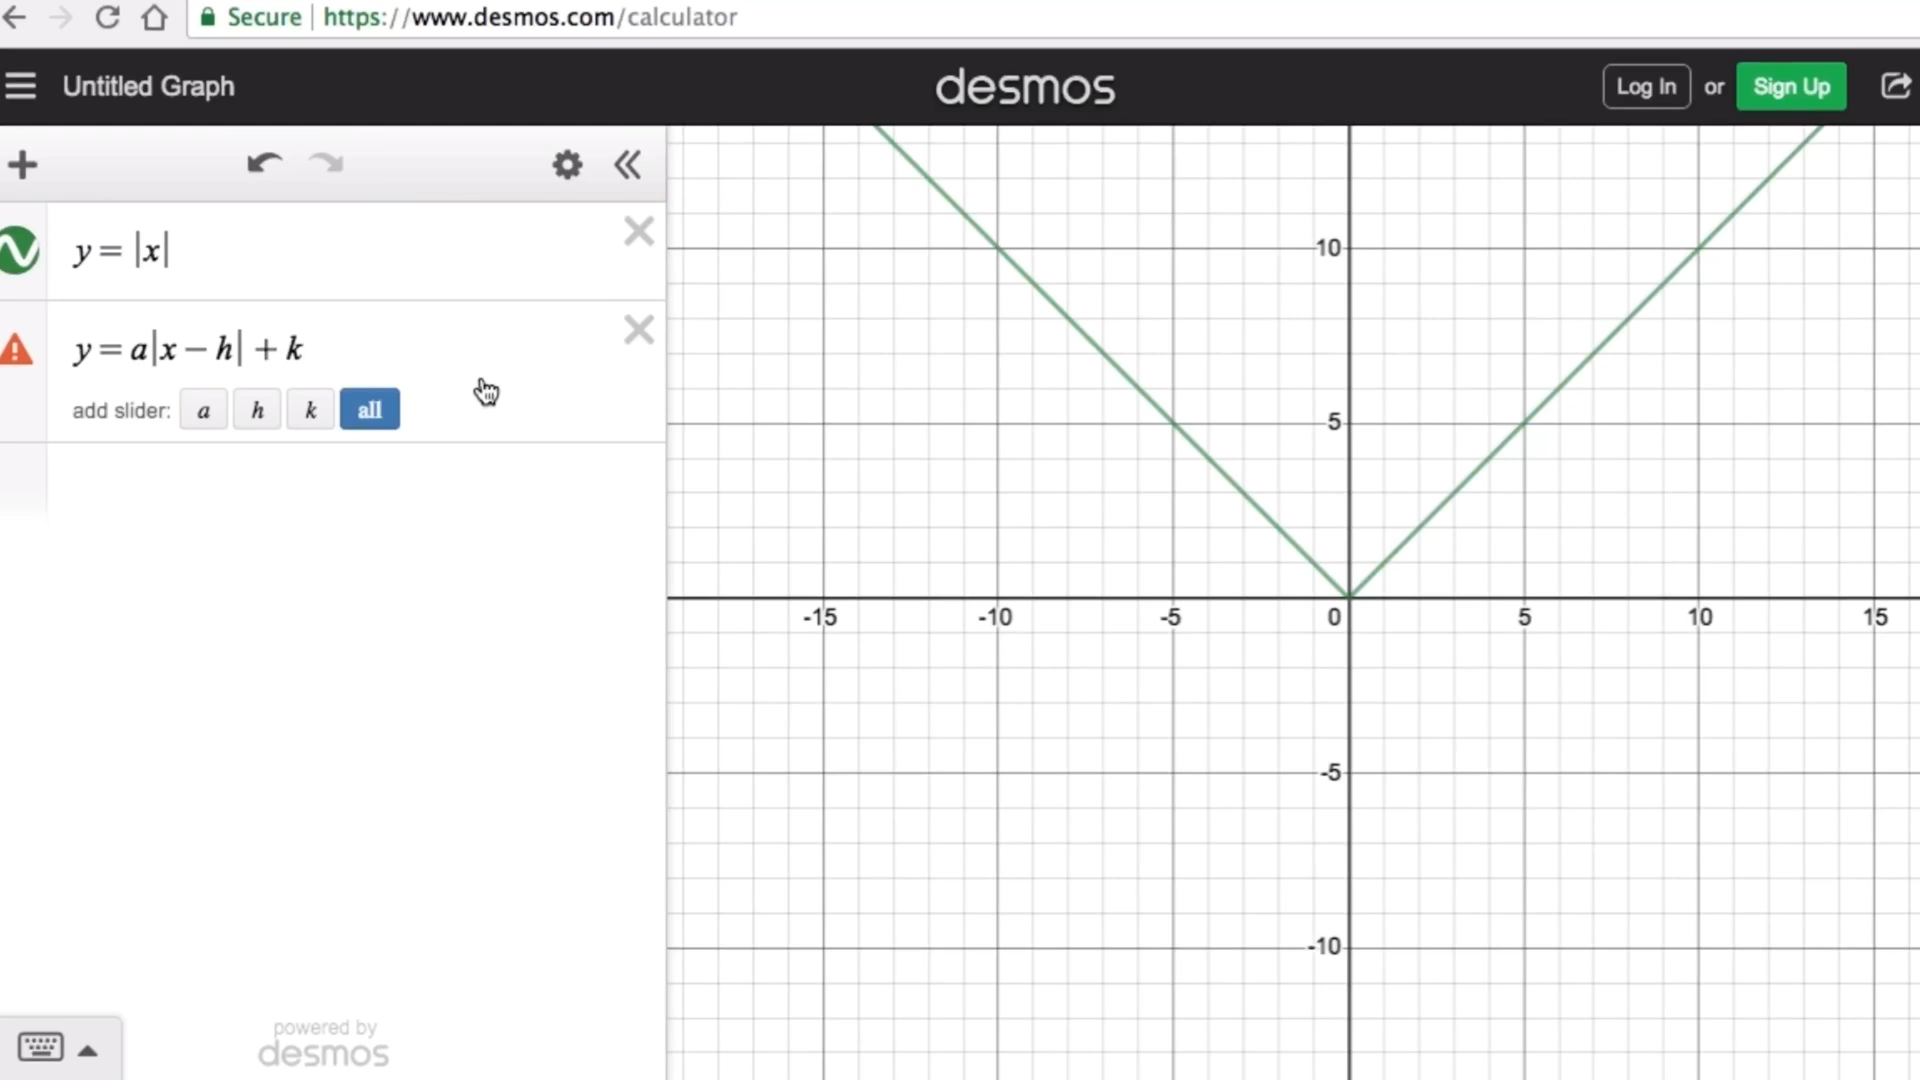 Secure | https://www.desmos.com/calculator
Untitled Graph
desmos
Log In or Sign Up
y = |x|
y = a|x − h| + k
add slider: a h k all
10
5
-15 -10 -5 0 5 10 15
-5
-10
powered by
desmos